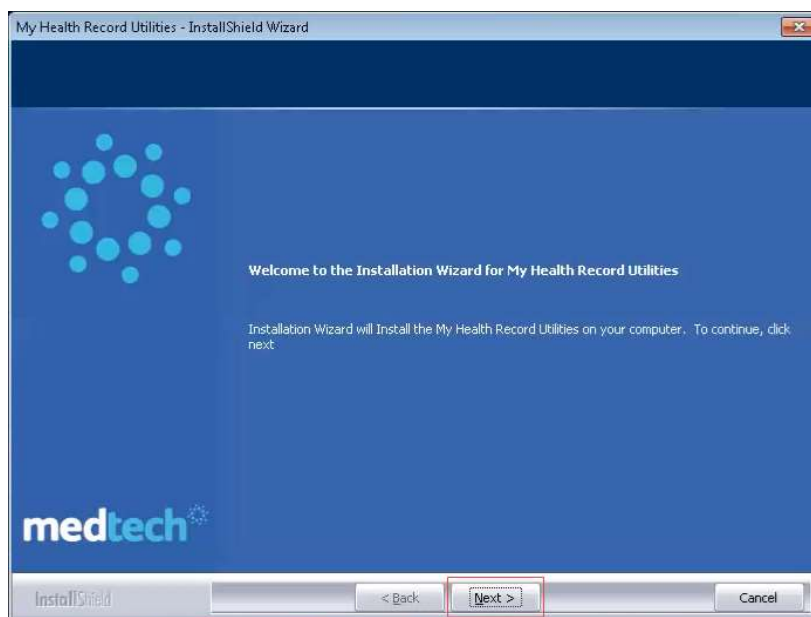 My Health Record Utilities - InstallShield Wizard
Welcome to the Installation Wizard for My Health Record Utilities
Installation Wizard will Install the My Health Record Utilities on your computer. To continue, click
next
medtech
InstallShield
< Back
Next >
Cancel